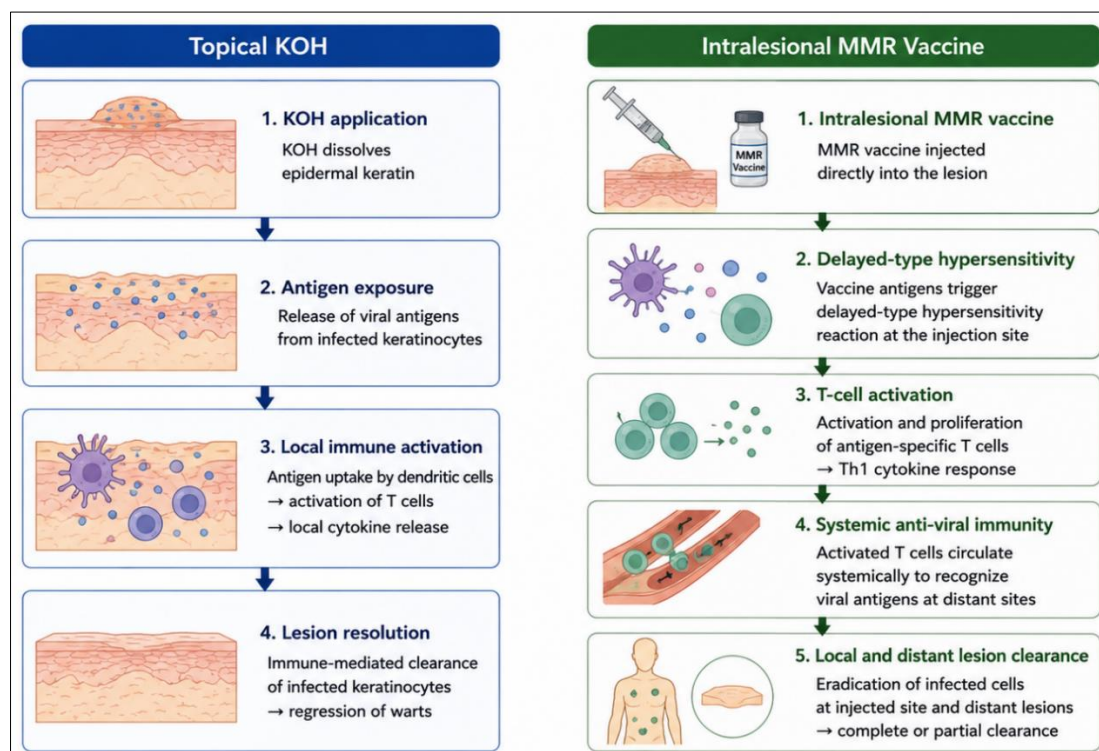 Topical KOH
1. KOH application
KOH dissolves
epidermal keratin
2. Antigen exposure
Release of viral antigens
from infected keratinocytes
3. Local immune activation
Antigen uptake by dendritic cells
→ activation of T cells
→ local cytokine release
4. Lesion resolution
Immune-mediated clearance
of infected keratinocytes
→ regression of warts
Intralesional MMR Vaccine
MMR
Vaccine
1. Intralesional MMR vaccine
MMR vaccine injected
directly into the lesion
2. Delayed-type hypersensitivity
Vaccine antigens trigger
delayed-type hypersensitivity
reaction at the injection site
3. T-cell activation
Activation and proliferation
of antigen-specific T cells
→ Th1 cytokine response
4. Systemic anti-viral immunity
Activated T cells circulate
systemically to recognize
viral antigens at distant sites
5. Local and distant lesion clearance
Eradication of infected cells
at injected site and distant lesions
→ complete or partial clearance